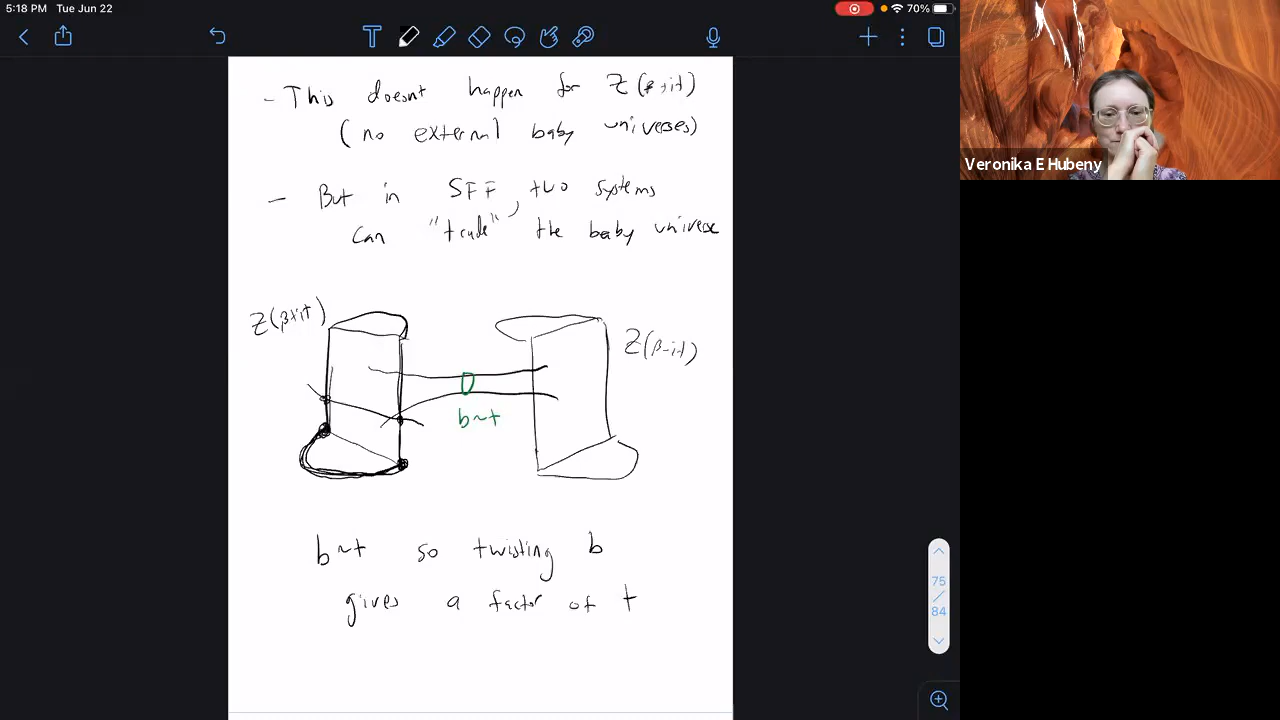 5:18 PM Tue Jun 22
70%
- This doesnt happen for Z(β+it)
(no external baby universes)
- But in SFF, two systems
can "trade" the baby universe
Z(β+it)
Z(β-it)
b~t
b~t so twisting b
gives a factor of t
75
/
84
Veronika E Hubeny